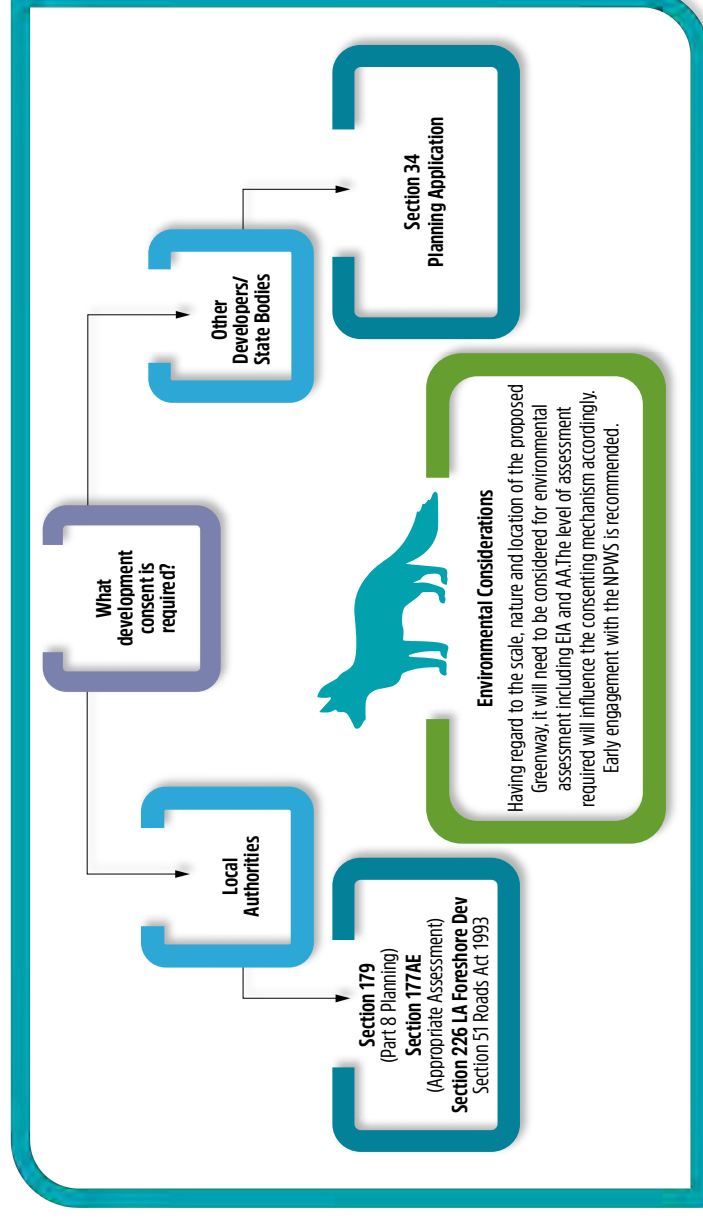 What
development
consent is
required?
Local
Authorities
Other
Developers/
State Bodies
Section 179
(Part 8 Planning)
Section 177AE
(Appropriate Assessment)
Section 226 LA Foreshore Dev
Section 51 Roads Act 1993
Section 34
Planning Application
Environmental Considerations
Having regard to the scale, nature and location of the proposed
Greenway, it will need to be considered for environmental
assessment including EIA and AA.The level of assessment
required will influence the consenting mechanism accordingly.
Early engagement with the NPWS is recommended.